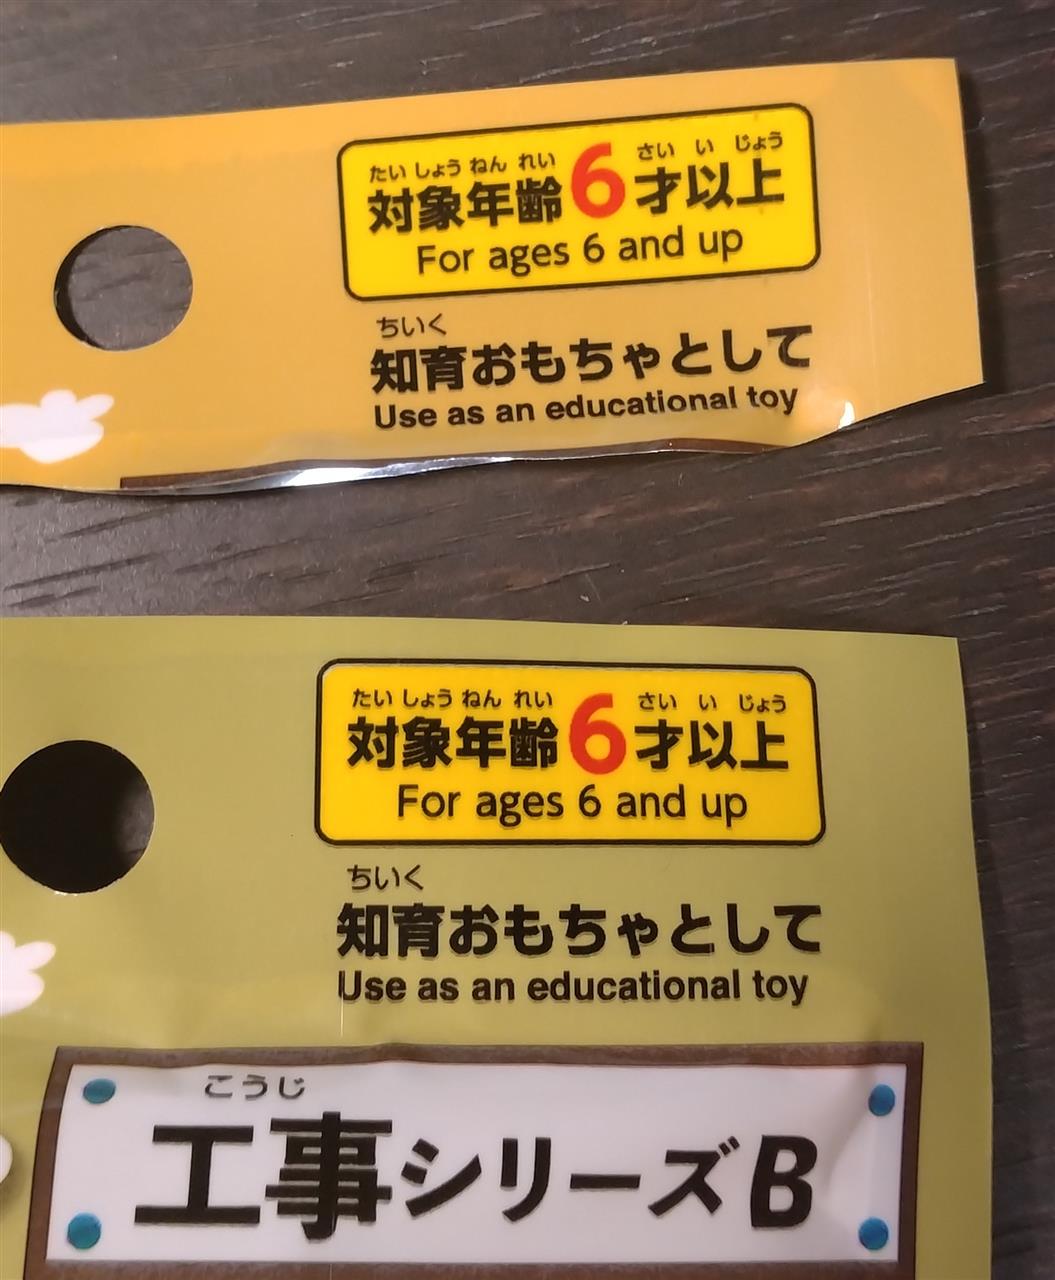 たい しょう ねん れい さい い じょう
対象年齢6才以上
For ages 6 and up
ちいく
知育おもちゃとして
Use as an educational toy
たい しょう ねん れい さい い じょう
対象年齢6才以上
For ages 6 and up
ちいく
知育おもちゃとして
Use as an educational toy
こうじ
工事シリーズB